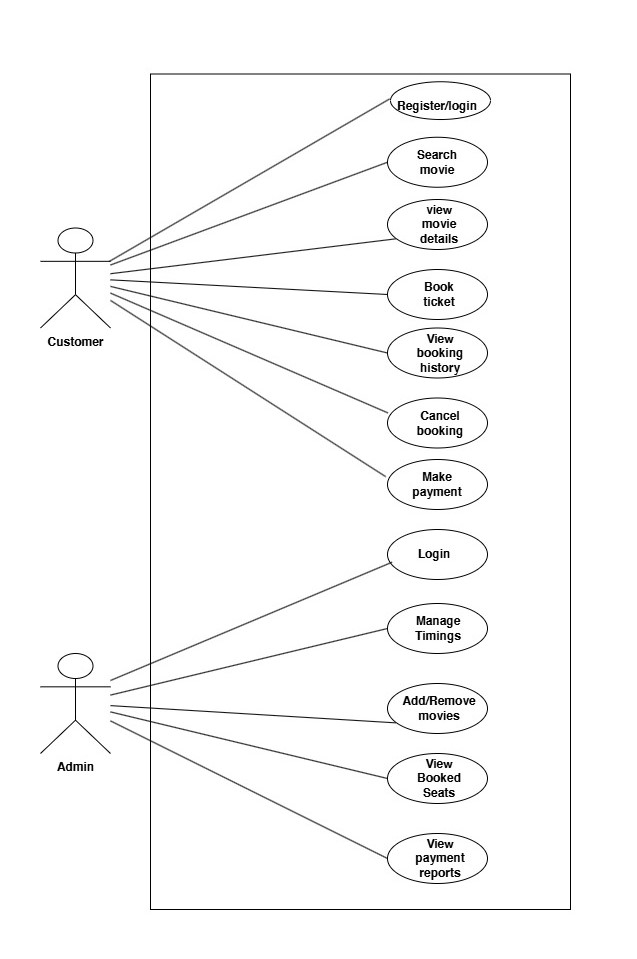 Register/login
Search
movie
view
movie
details
Book
ticket
View
booking
history
Customer
Cancel
booking
Make
payment
Login
Manage
Timings
Add/Remove
movies
Admin
View
Booked
Seats
View
payment
reports